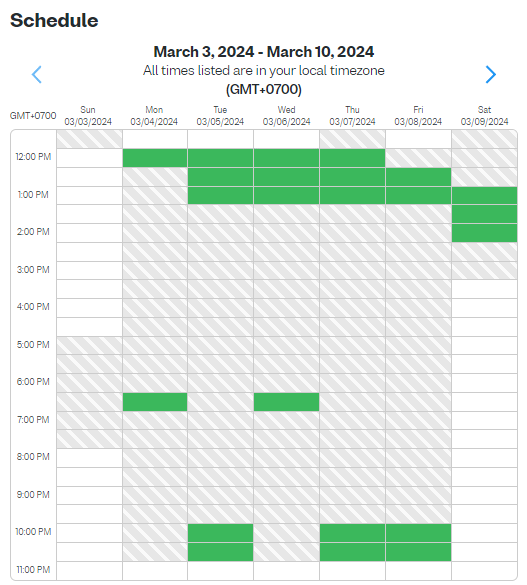 Schedule
March 3, 2024 - March 10, 2024
All times listed are in your local timezone
(GMT+0700)
GMT+0700 Sun Mon Tue Wed Thu Fri Sat
03/03/2024 03/04/2024 03/05/2024 03/06/2024 03/07/2024 03/08/2024 03/09/2024
12:00 PM
1:00 PM
2:00 PM
3:00 PM
4:00 PM
5:00 PM
6:00 PM
7:00 PM
8:00 PM
9:00 PM
10:00 PM
11:00 PM